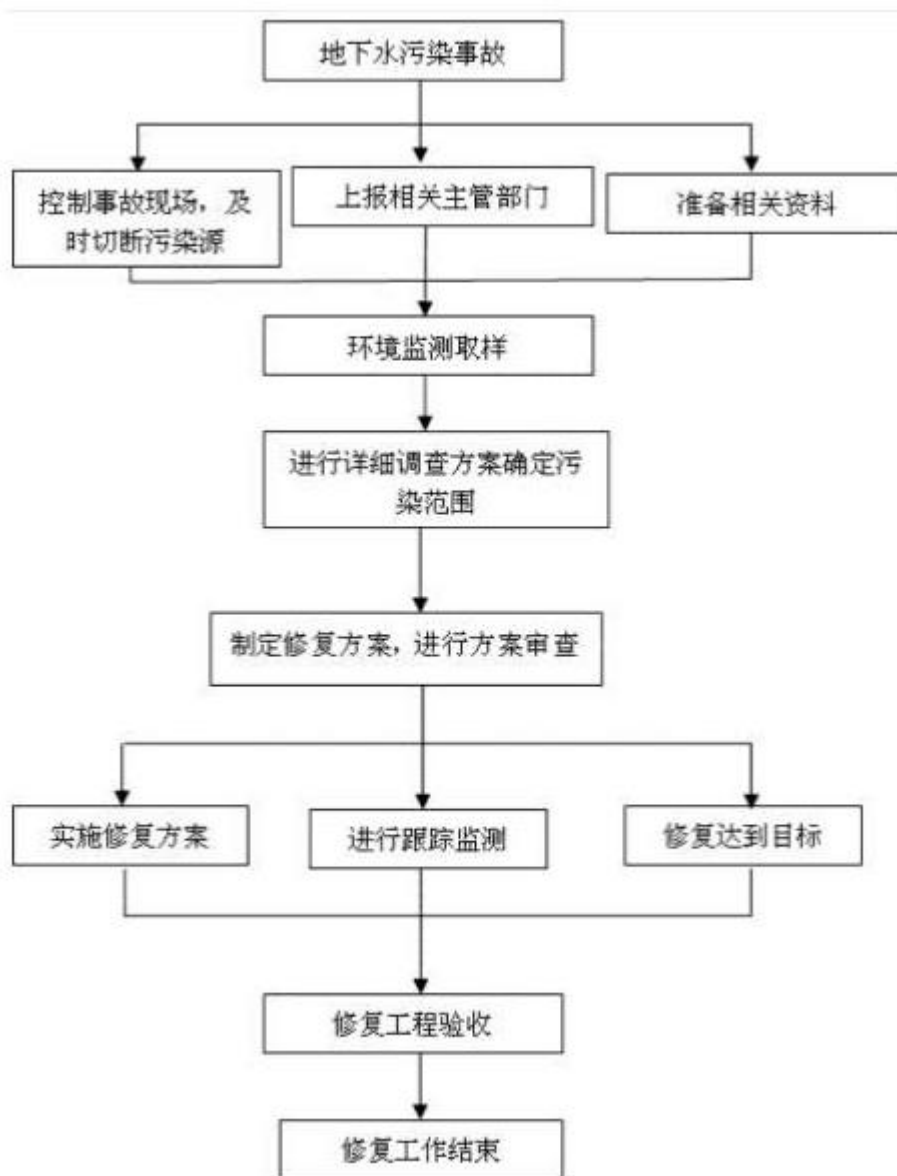 地下水污染事故
控制事故现场，及
时切断污染源
上报相关主管部门
准备相关资料
环境监测取样
进行详细调查方案确定污
染范围
制定修复方案，进行方案审查
实施修复方案
进行跟踪监测
修复达到目标
修复工程验收
修复工作结束